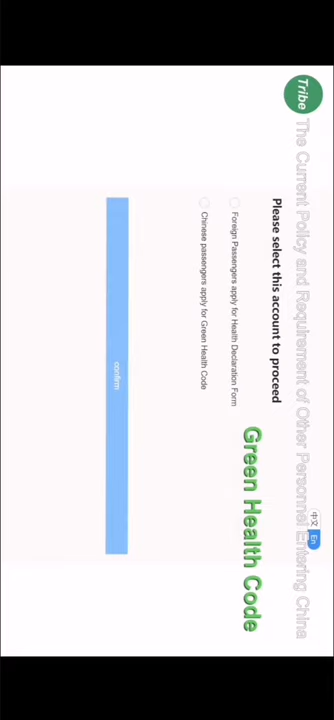 Tribe
The Current Policy and Requirement of Other Personnel Entering China
中文 En
Please select this account to proceed
Green Health Code
Foreign Passengers apply for Health Declaration Form
Chinese passengers apply for Green Health Code
confirm